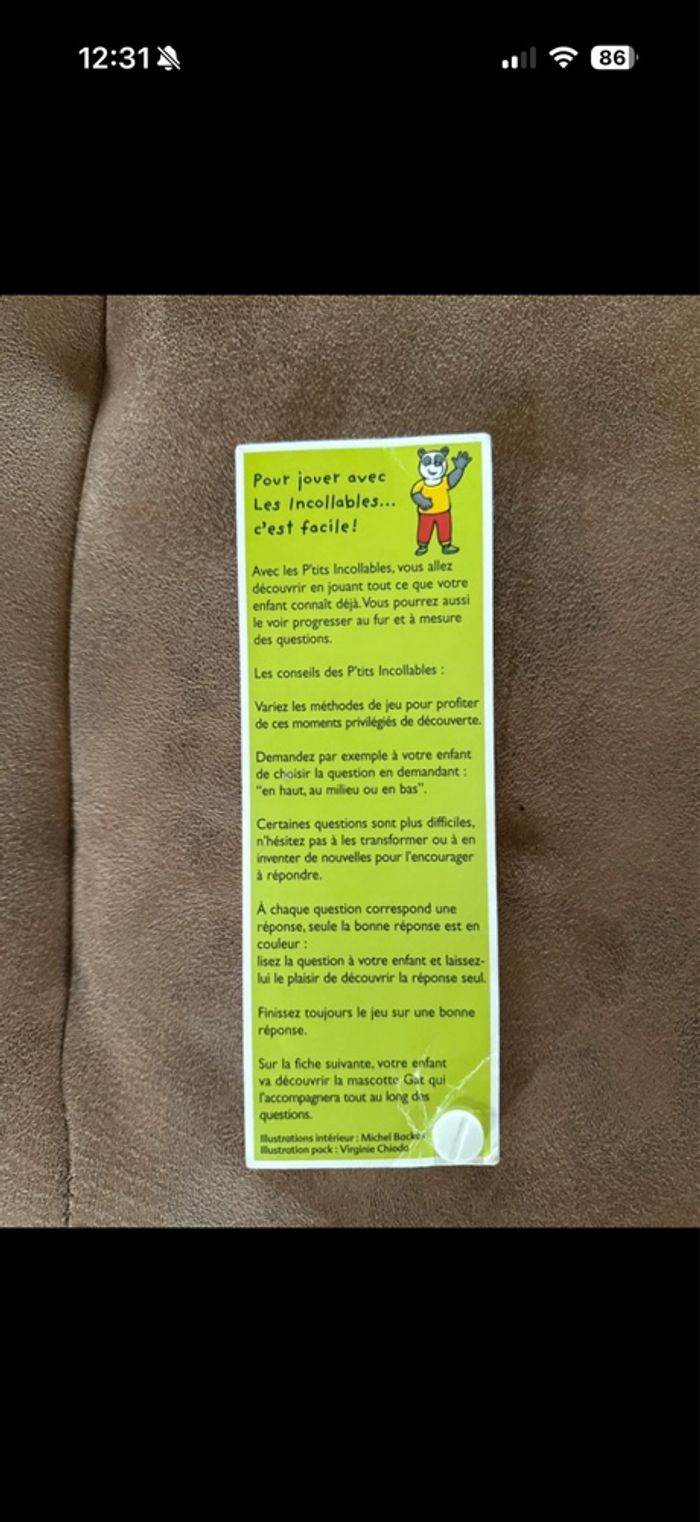 12:31
86
Pour jouer avec
Les Incollables...
c'est facile!
Avec les P'tits Incollables, vous allez
découvrir en jouant tout ce que votre
enfant connaît déjà. Vous pourrez aussi
le voir progresser au fur et à mesure
des questions.
Les conseils des P'tits Incollables :
Variez les méthodes de jeu pour profiter
de ces moments privilégiés de découverte.
Demandez par exemple à votre enfant
de choisir la question en demandant :
"en haut, au milieu ou en bas".
Certaines questions sont plus difficiles,
n'hésitez pas à les transformer ou à en
inventer de nouvelles pour l'encourager
à répondre.
À chaque question correspond une
réponse, seule la bonne réponse est en
couleur :
lisez la question à votre enfant et laissez-
lui le plaisir de découvrir la réponse seul.
Finissez toujours le jeu sur une bonne
réponse.
Sur la fiche suivante, votre enfant
va découvrir la mascotte Gat qui
l'accompagnera tout au long des
questions.
Illustrations intérieur : Michel
Illustration pack : Virginie Chiodo